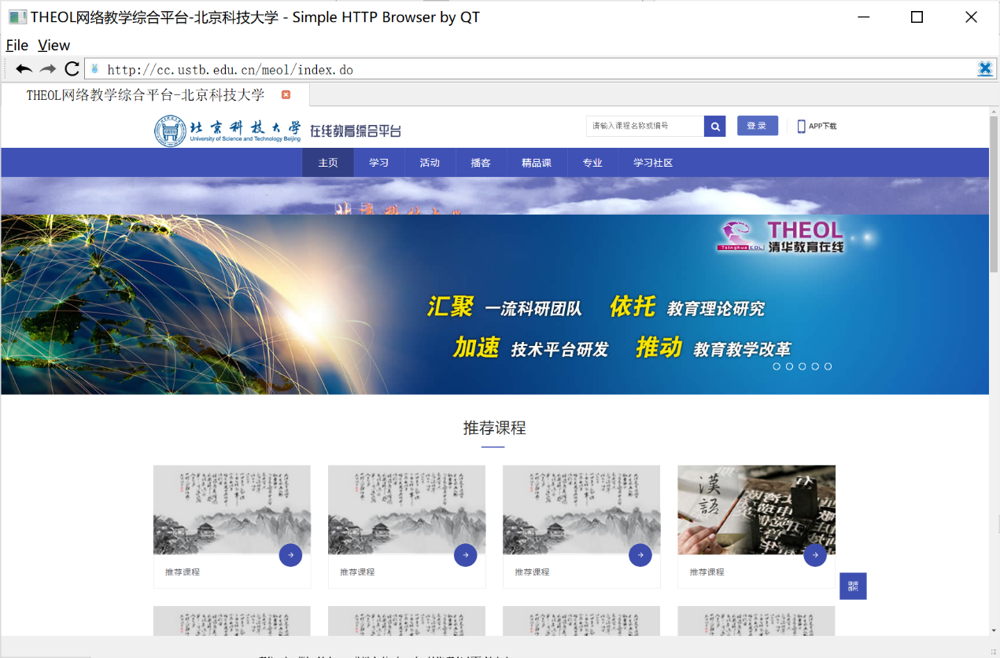 THEOL网络教学综合平台-北京科技大学 - Simple HTTP Browser by QT
File View
http://cc.ustb.edu.cn/meol/index.do
THEOL网络教学综合平台-北京科技大学
北京科技大学 在线教育综合平台
University of Science and Technology Beijing
请输入课程名称或编号 登录 APP下载
主页 学习 活动 播客 精品课 专业 学习社区
THEOL
TsinghuaEOL 清华教育在线
汇聚 一流科研团队 依托 教育理论研究
加速 技术平台研发 推动 教育教学改革
推荐课程
漢語
推荐课程 推荐课程 推荐课程 推荐课程